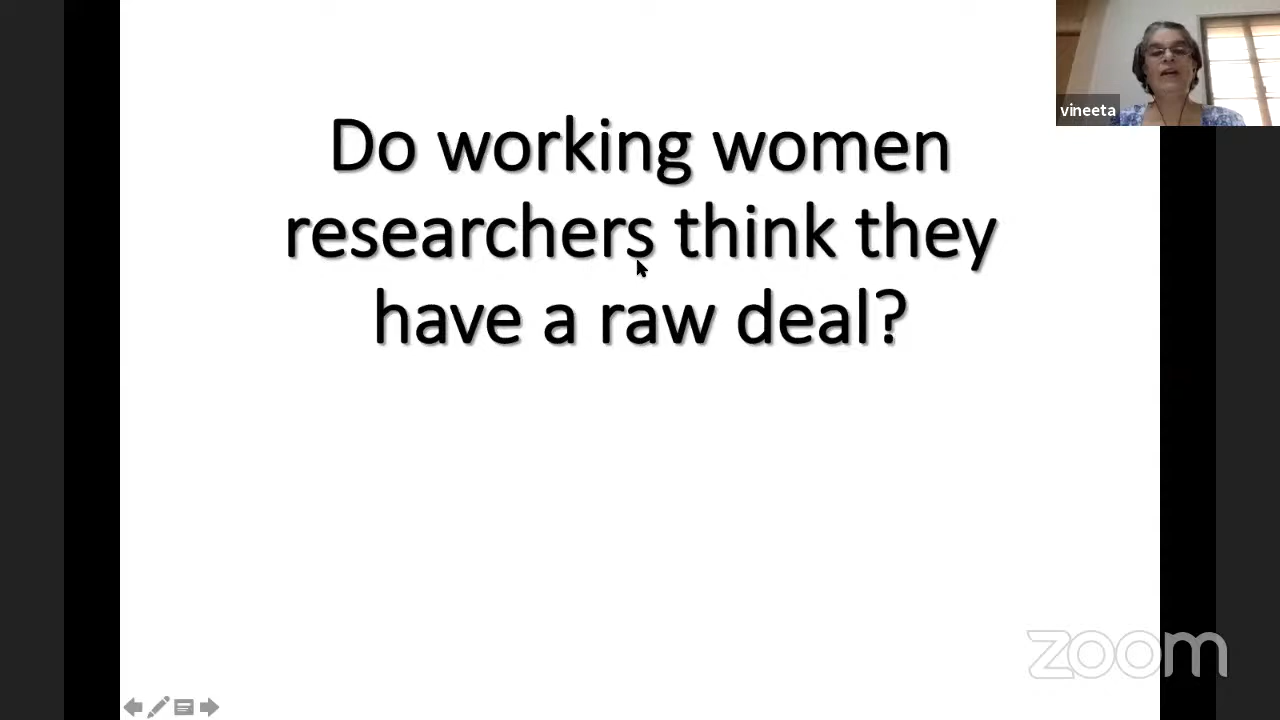 Do working women
researchers think they
have a raw deal?
vineeta
zoom